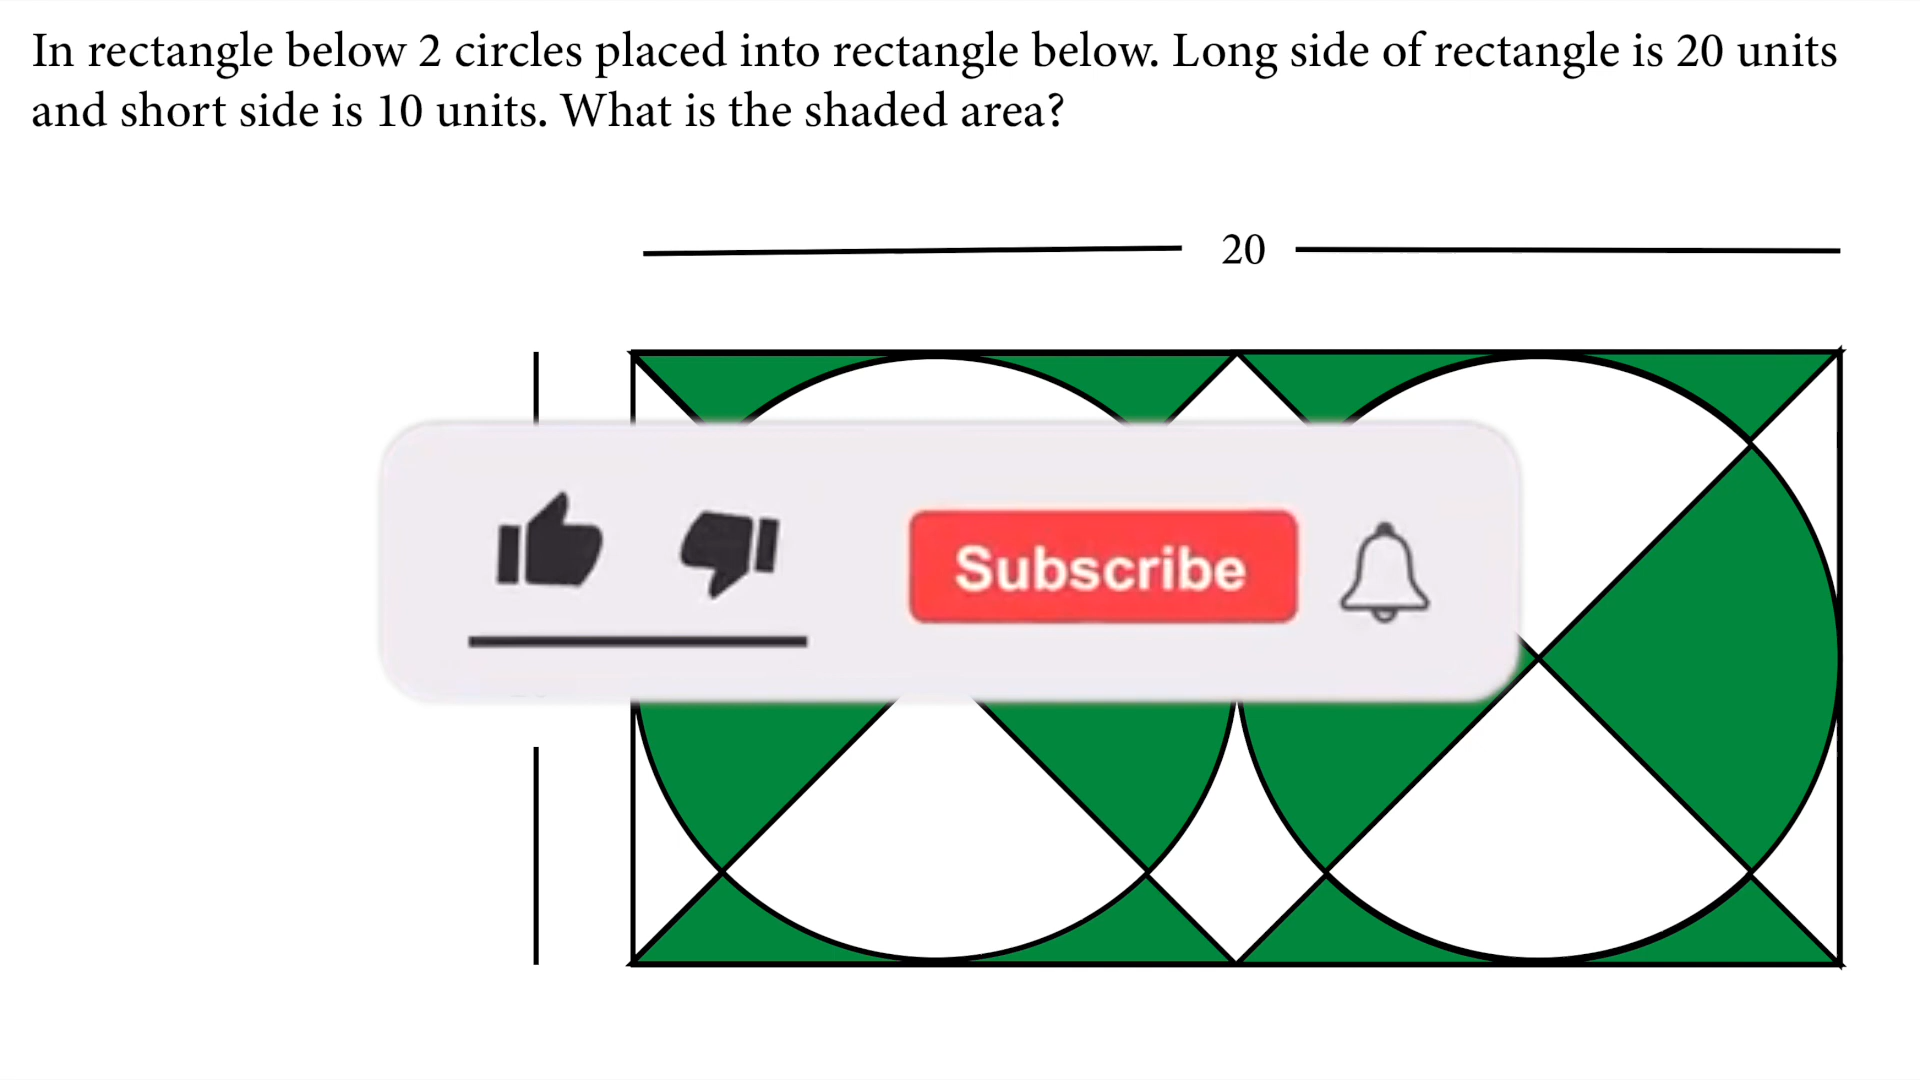 In rectangle below 2 circles placed into rectangle below. Long side of rectangle is 20 units
and short side is 10 units. What is the shaded area?
20
Subscribe